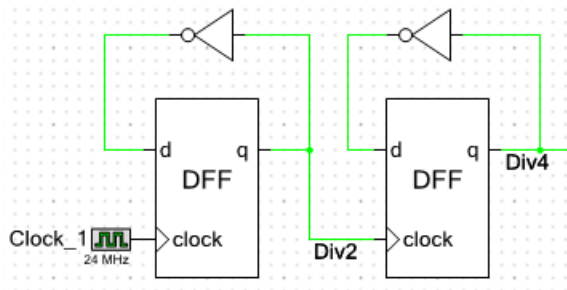 d q
DFF
Clock_1
24 MHz
clock
Div2
d q
DFF
Div4
clock